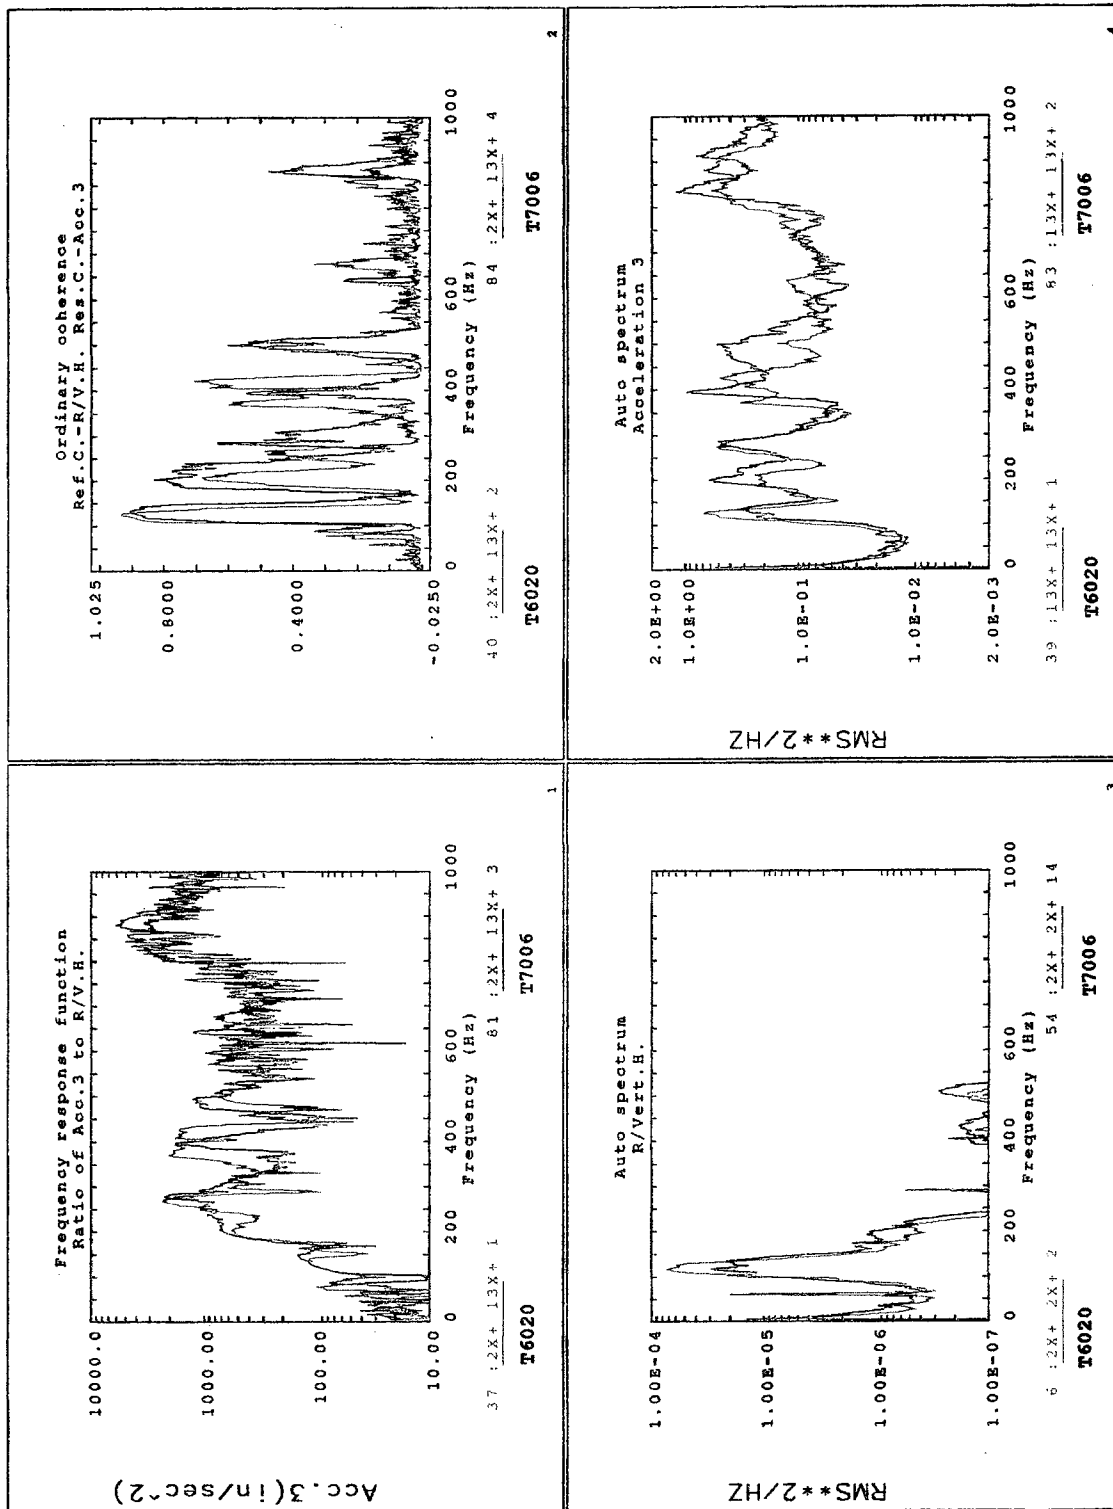 Frequency response function
Ratio of Acc.3 to R/V.H.
Acc.3(in/sec^2)
10000.0
1000.00
100.00
10.00
0 200 400 600 1000
Frequency (Hz)
37 :2X+ 13X+ 1 81 :2X+ 13X+ 3
T6020 T7006
1
Ordinary coherence
Ref.C.-R/V.H. Res.C.-Acc.3
1.025
0.8000
0.4000
-0.0250
0 200 400 600 1000
Frequency (Hz)
40 :2X+ 13X+ 2 84 :2X+ 13X+ 4
T6020 T7006
2
Auto spectrum
R/Vert.H.
RMS**2/HZ
1.00E-04
1.00E-05
1.00E-06
1.00E-07
0 200 400 600 1000
Frequency (Hz)
6 :2X+ 2X+ 2 54 :2X+ 2X+ 14
T6020 T7006
3
Auto spectrum
Acceleration 3
RMS**2/HZ
2.0E+00
1.0E+00
1.0E-01
1.0E-02
2.0E-03
0 200 400 600 1000
Frequency (Hz)
39 :13X+ 13X+ 1 83 :13X+ 13X+ 2
T6020 T7006
4